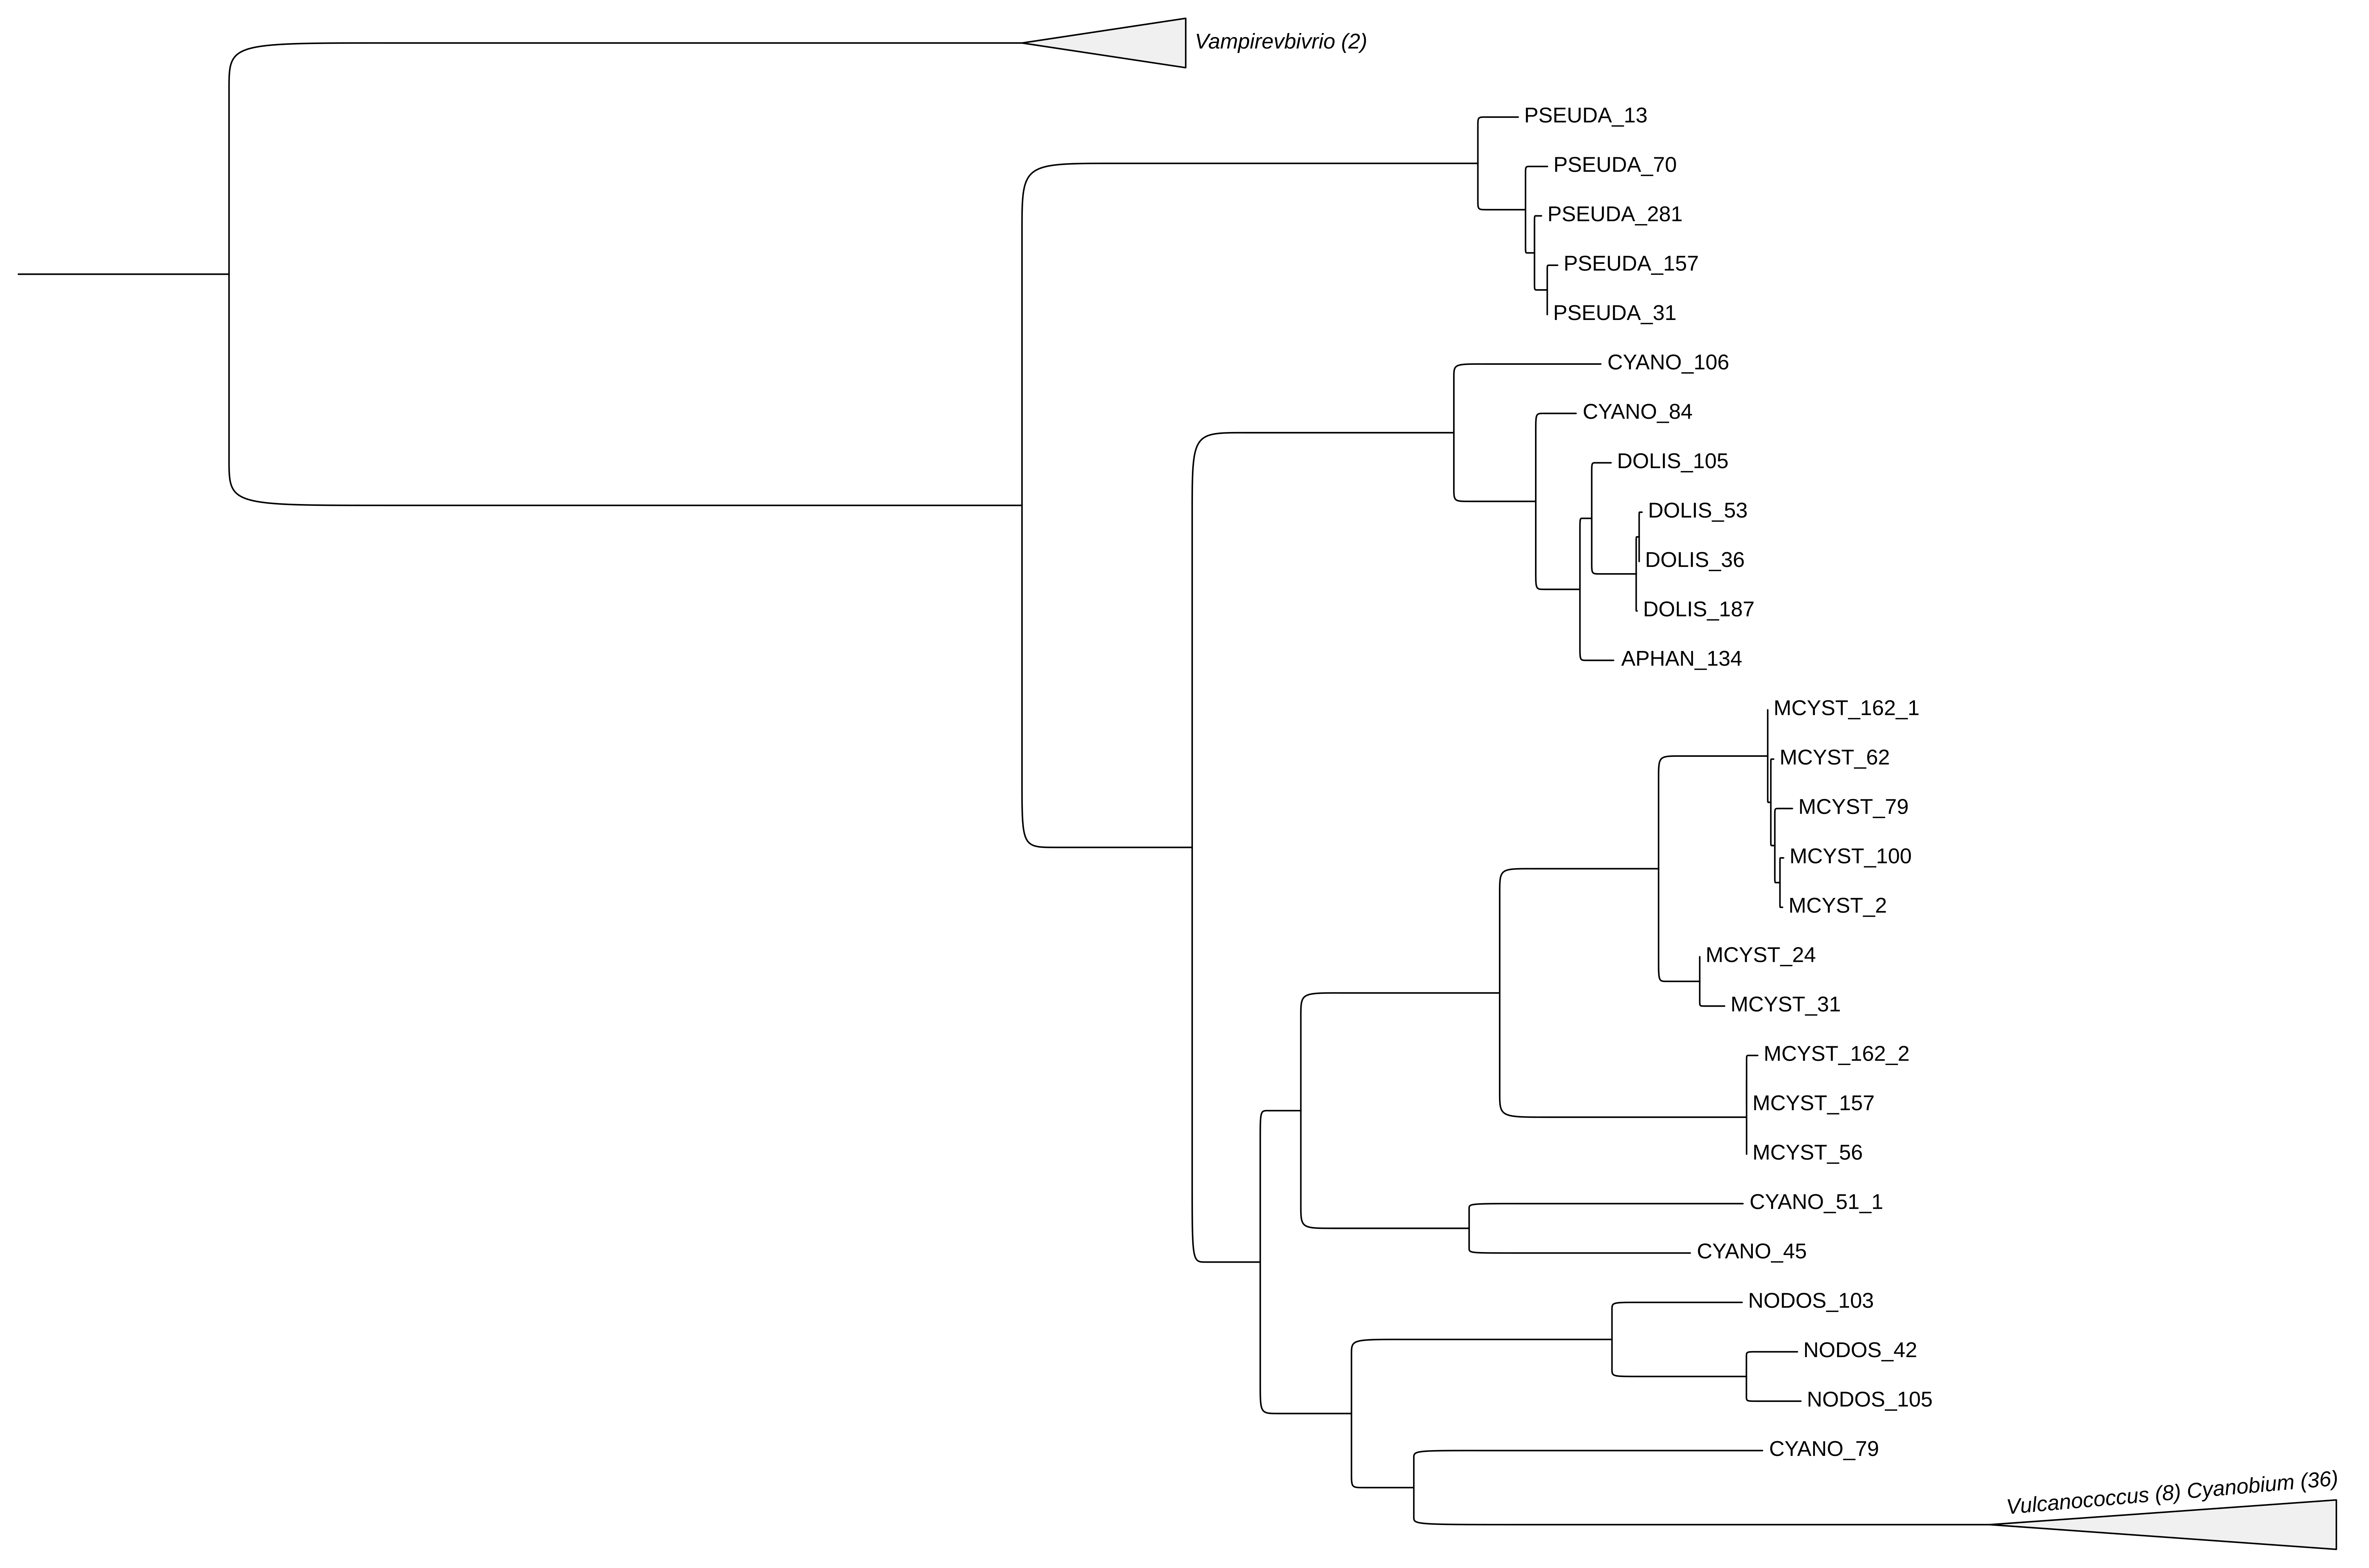 Vampirevbivrio (2)
PSEUDA_13
PSEUDA_70
PSEUDA_281
PSEUDA_157
PSEUDA_31
CYANO_106
CYANO_84
DOLIS_105
DOLIS_53
DOLIS_36
DOLIS_187
APHAN_134
MCYST_162_1
MCYST_62
MCYST_79
MCYST_100
MCYST_2
MCYST_24
MCYST_31
MCYST_162_2
MCYST_157
MCYST_56
CYANO_51_1
CYANO_45
NODOS_103
NODOS_42
NODOS_105
CYANO_79
Vulcanococcus (8) Cyanobium (36)